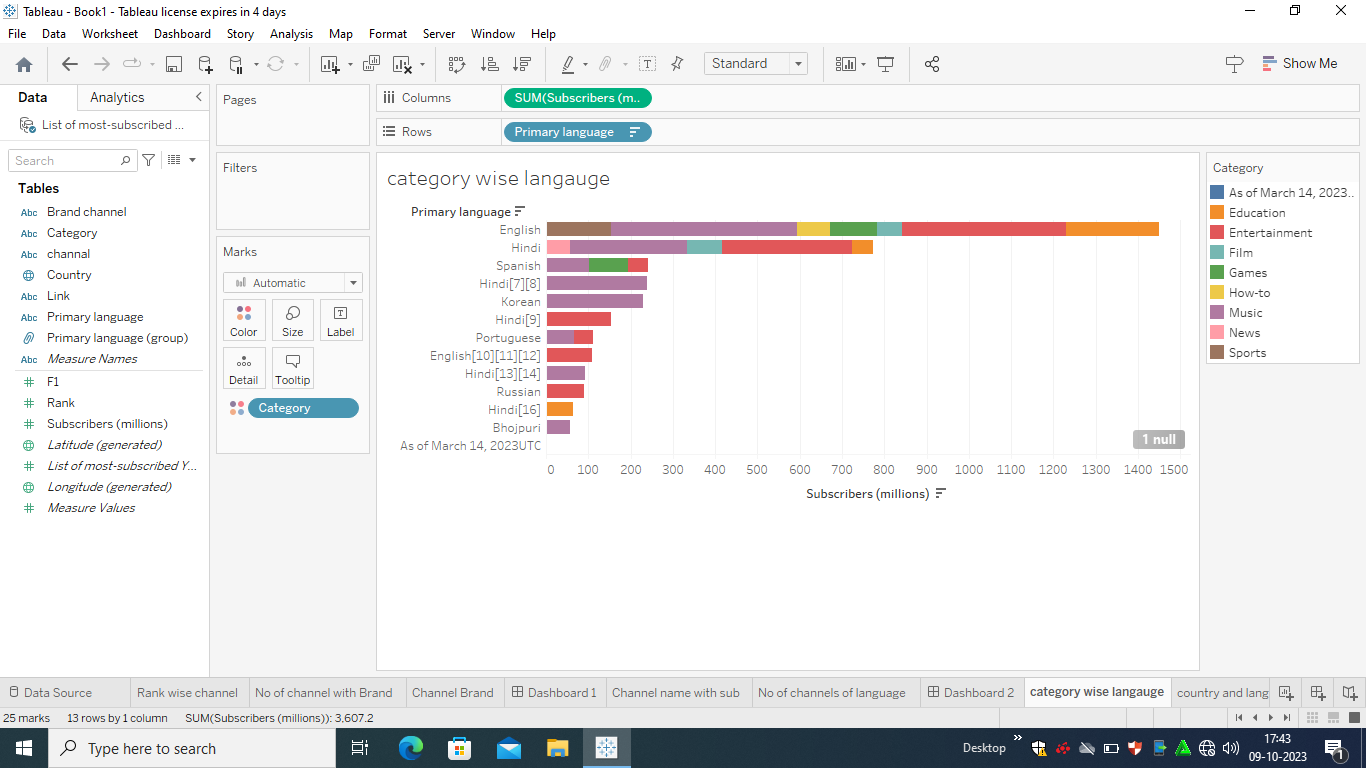 Tableau - Book1 - Tableau license expires in 4 days
File Data Worksheet Dashboard Story Analysis Map Format Server Window Help
Standard
Show Me
Data Analytics
List of most-subscribed ...
Search
Tables
Abc Brand channel
Abc Category
Abc channel
Country
Abc Link
Abc Primary language
Primary language (group)
Abc Measure Names
# F1
# Rank
# Subscribers (millions)
Latitude (generated)
# List of most-subscribed Y...
Longitude (generated)
# Measure Values
Pages
Filters
Marks
Automatic
Color Size Label
Detail Tooltip
Category
Columns SUM(Subscribers (m..
Rows Primary language
category wise langauge
Primary language
English
Hindi
Spanish
Hindi[7][8]
Korean
Hindi[9]
Portuguese
English[10][11][12]
Hindi[13][14]
Russian
Hindi[16]
Bhojpuri
As of March 14, 2023UTC
1 null
0 100 200 300 400 500 600 700 800 900 1000 1100 1200 1300 1400 1500
Subscribers (millions)
Category
As of March 14, 2023..
Education
Entertainment
Film
Games
How-to
Music
News
Sports
Data Source Rank wise channel No of channel with Brand Channel Brand Dashboard 1 Channel name with sub No of channels of language Dashboard 2 category wise langauge country and lang
25 marks 13 rows by 1 column SUM(Subscribers (millions)): 3,607.2
Type here to search
Desktop
17:43
09-10-2023
1